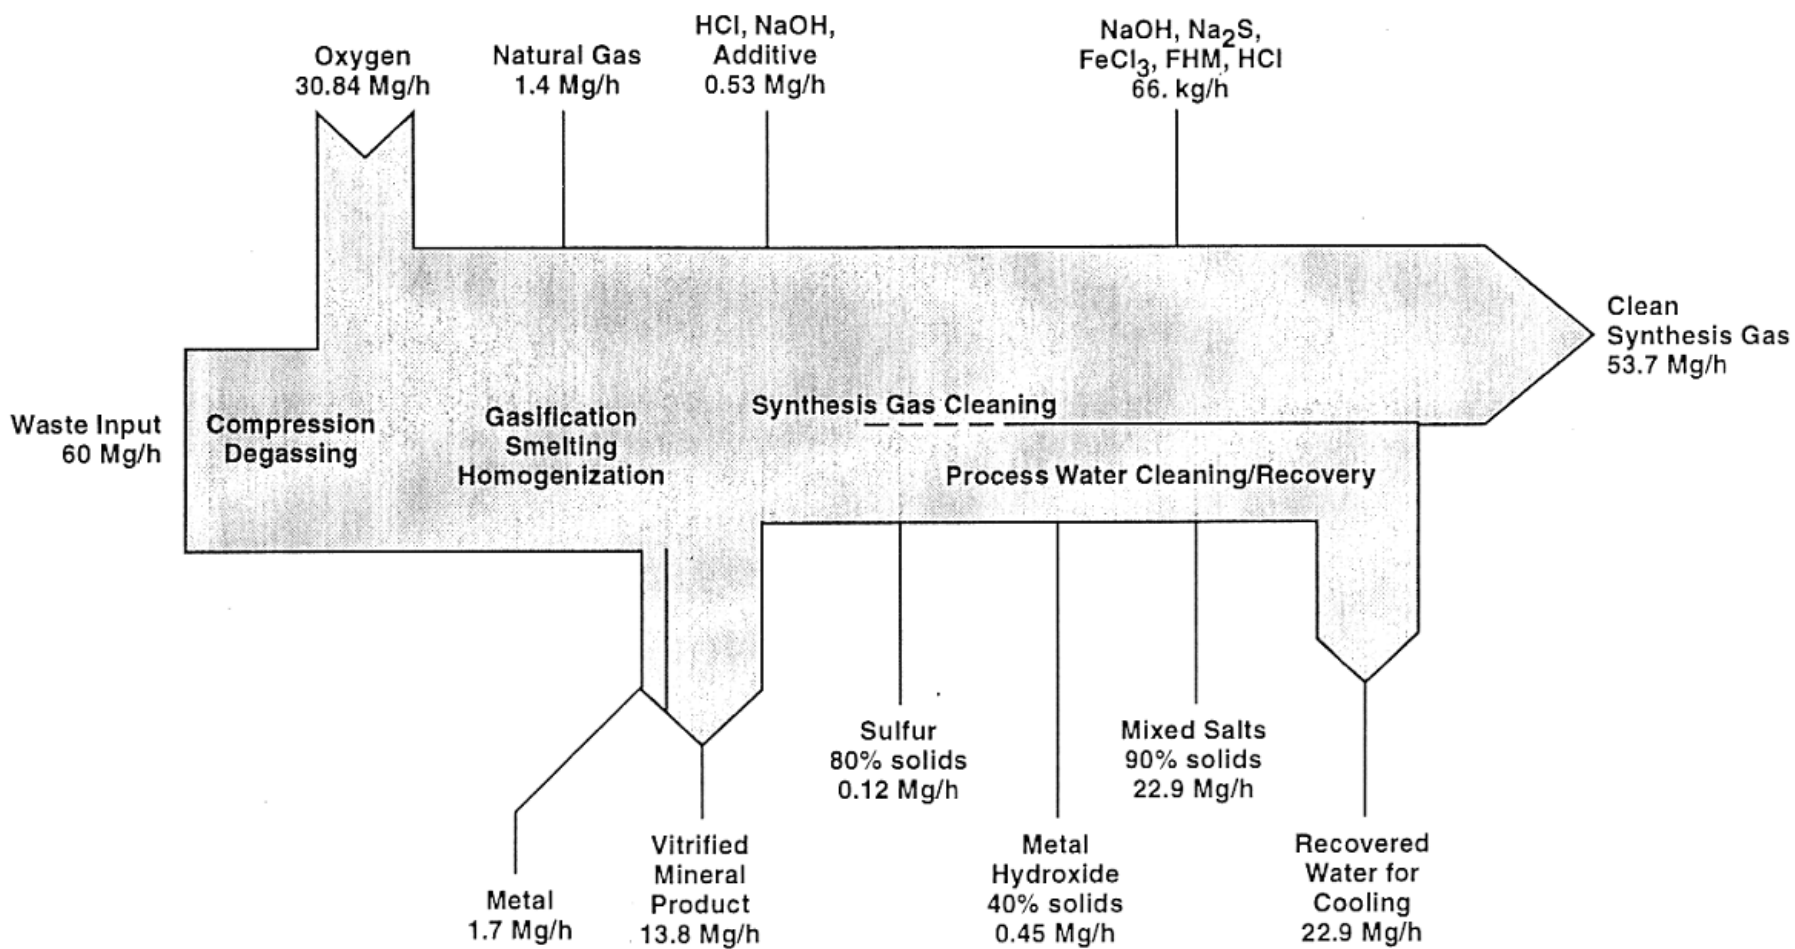 Oxygen
30.84 Mg/h
Natural Gas
1.4 Mg/h
HCl, NaOH,
Additive
0.53 Mg/h
NaOH, Na₂S,
FeCl₃, FHM, HCl
66. kg/h
Clean
Synthesis Gas
53.7 Mg/h
Waste Input
60 Mg/h
Compression
Degassing
Gasification
Smelting
Homogenization
Synthesis Gas Cleaning
Process Water Cleaning/Recovery
Metal
1.7 Mg/h
Vitrified
Mineral
Product
13.8 Mg/h
Sulfur
80% solids
0.12 Mg/h
Metal
Hydroxide
40% solids
0.45 Mg/h
Mixed Salts
90% solids
22.9 Mg/h
Recovered
Water for
Cooling
22.9 Mg/h